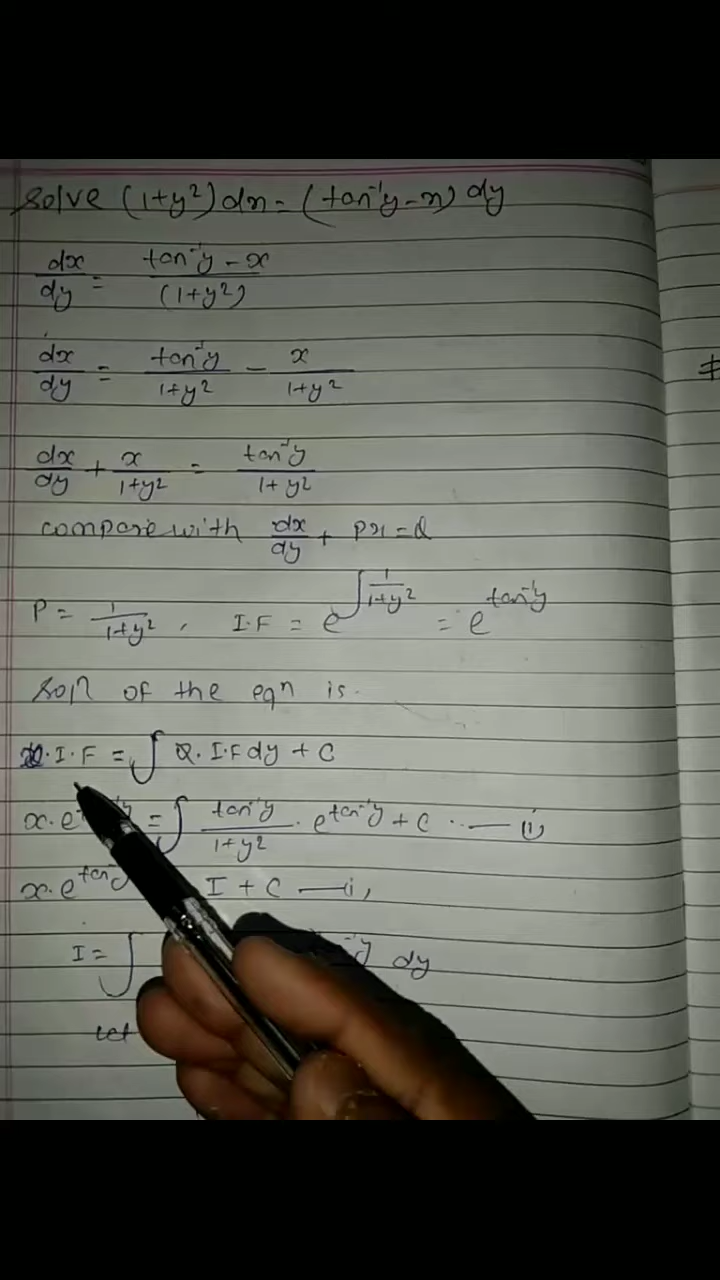 Solve (1+y²)dx = (tan⁻¹y-x) dy
dx/dy = tan⁻¹y - x/(1+y²)
dx/dy = tan⁻¹y/1+y² - x/1+y²
dx/dy + x/1+y² = tan⁻¹y/1+y²
compare with dx/dy + Px = Q
P = 1/1+y² , I.F = e^∫1/1+y² = e^tan⁻¹y
Soln of the eqn is.
x.I.F = ∫ Q. I.F dy + C
x.e = ∫ tan⁻¹y/1+y² . e^tan⁻¹y + C
x.e^tan I + C
I = ∫ dy
let